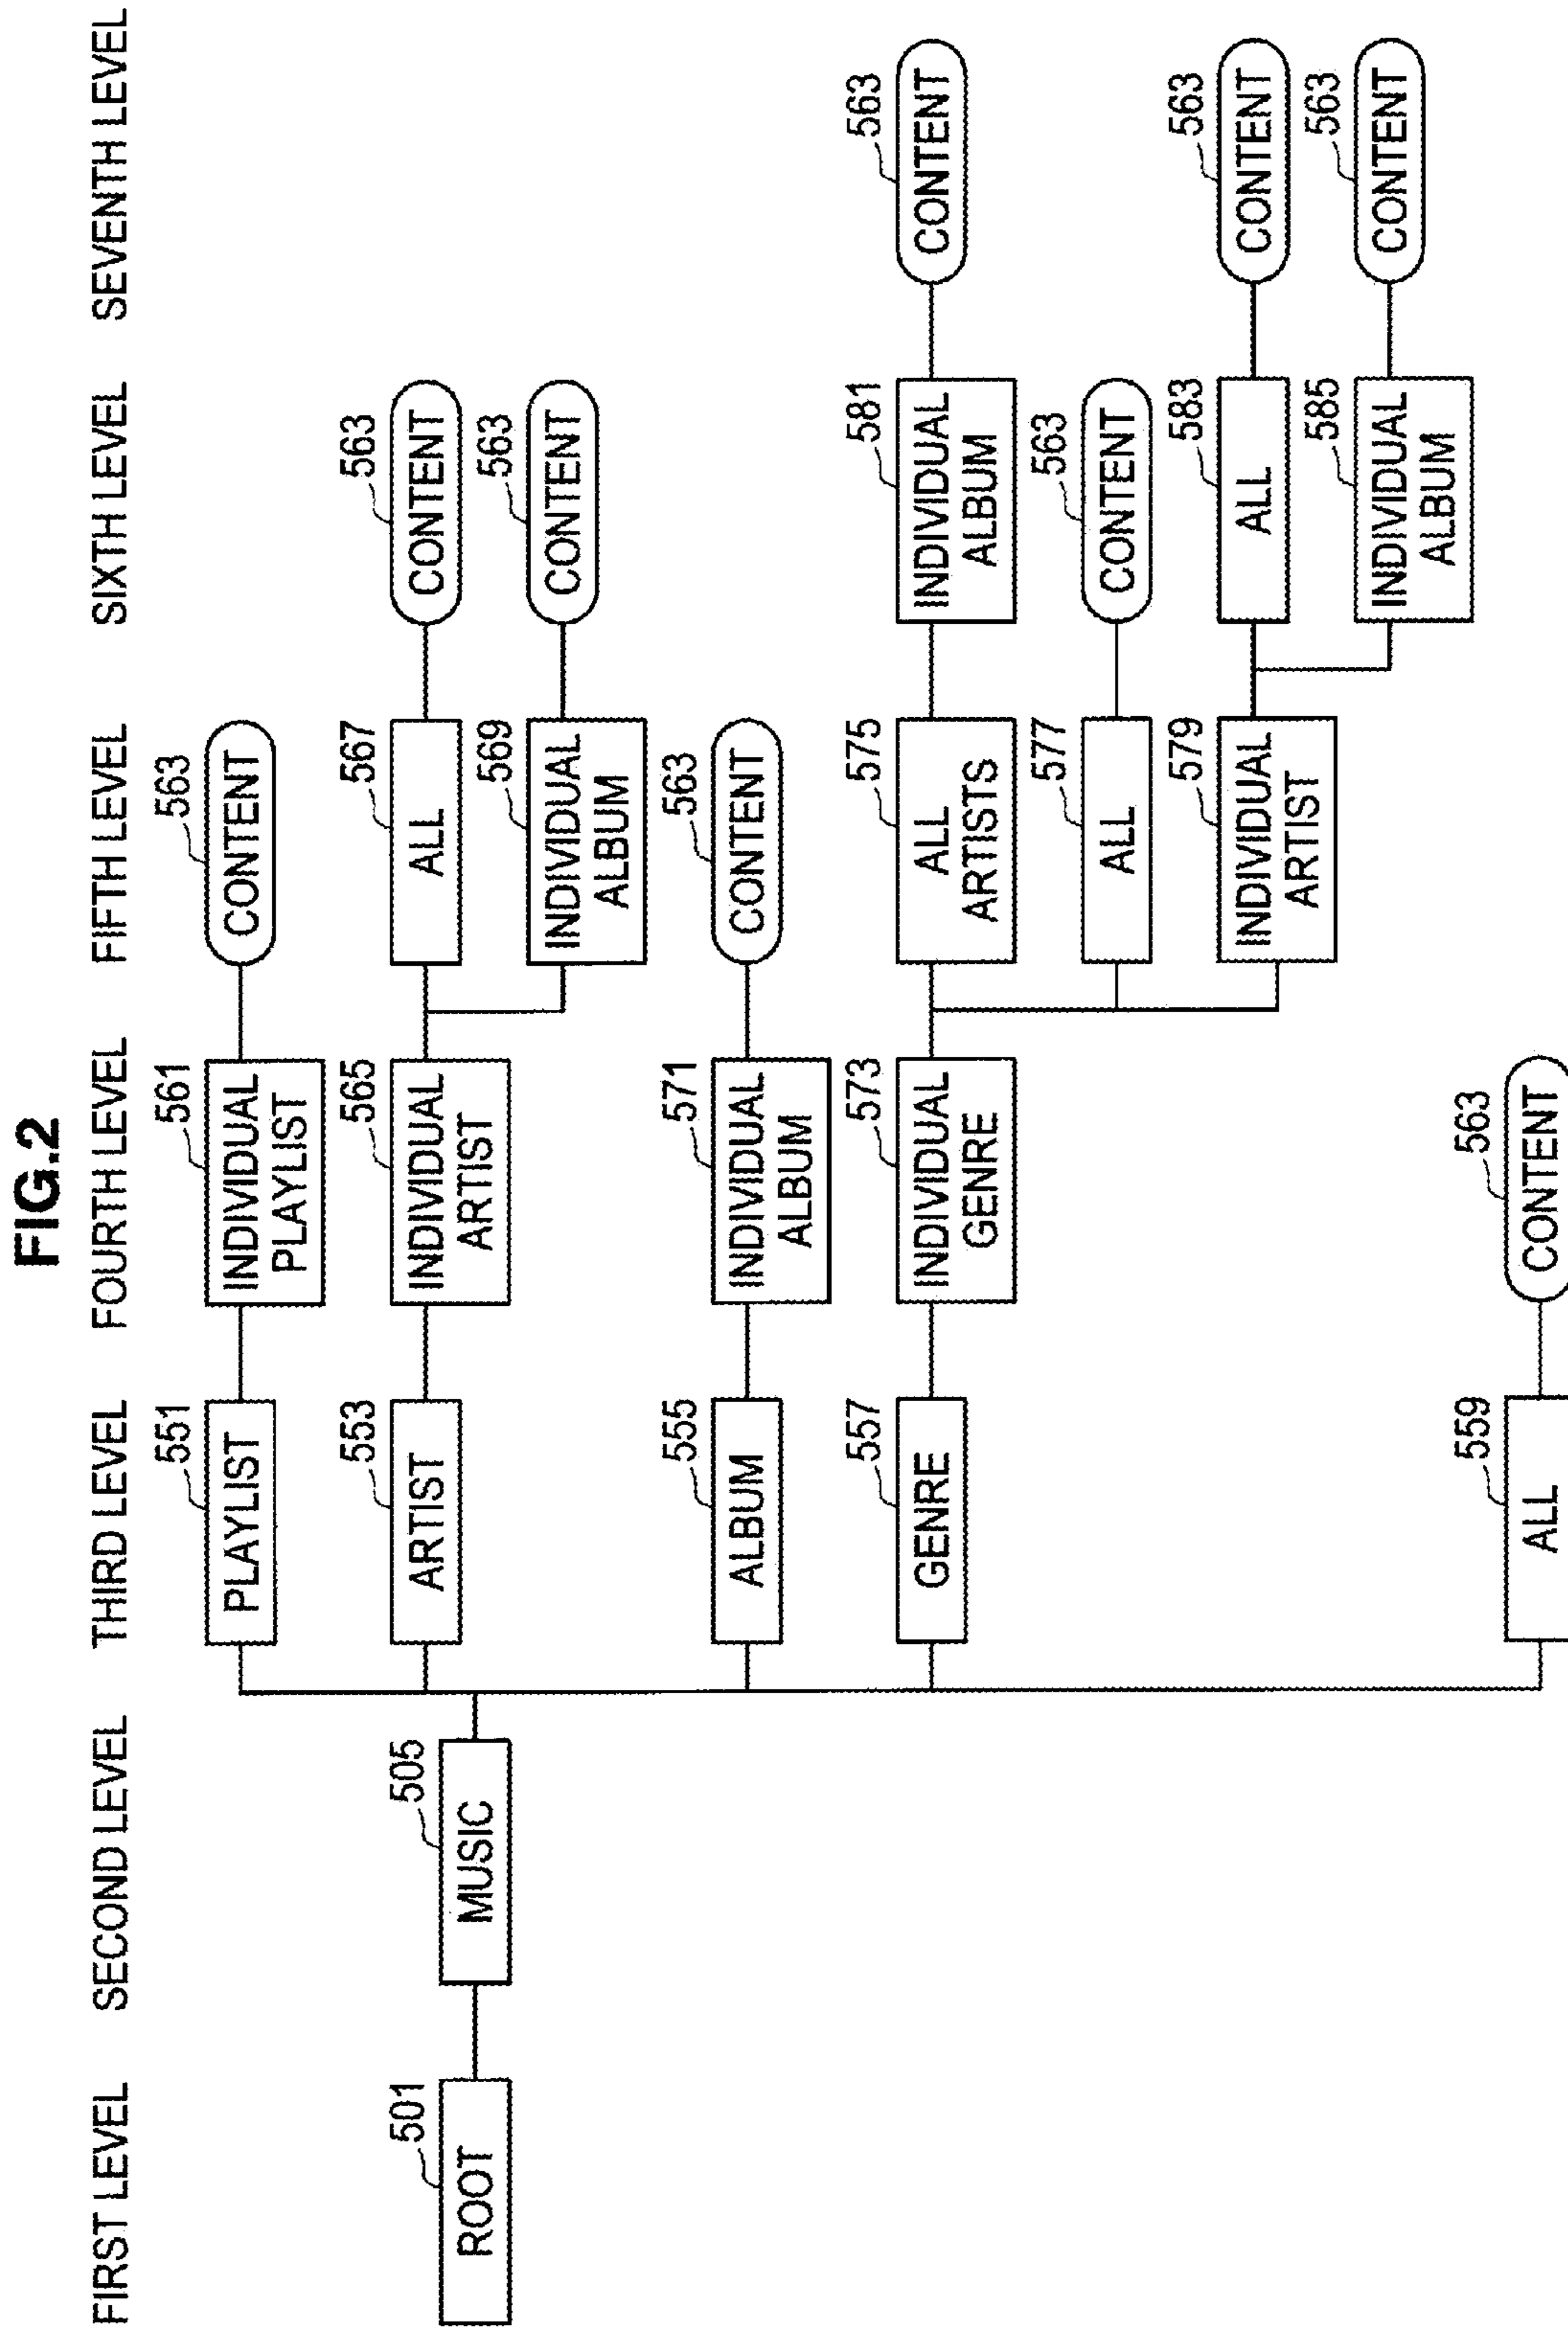 FIG.2
FIRST LEVEL SECOND LEVEL THIRD LEVEL FOURTH LEVEL FIFTH LEVEL SIXTH LEVEL SEVENTH LEVEL
501
ROOT
505
MUSIC
551
PLAYLIST
561
INDIVIDUAL
PLAYLIST
563
CONTENT
553
ARTIST
565
INDIVIDUAL
ARTIST
567
ALL
563
CONTENT
569
INDIVIDUAL
ALBUM
563
CONTENT
555
ALBUM
571
INDIVIDUAL
ALBUM
563
CONTENT
557
GENRE
573
INDIVIDUAL
GENRE
575
ALL
ARTISTS
581
INDIVIDUAL
ALBUM
563
CONTENT
577
ALL
563
CONTENT
579
INDIVIDUAL
ARTIST
583
ALL
563
CONTENT
585
INDIVIDUAL
ALBUM
563
CONTENT
559
ALL
563
CONTENT